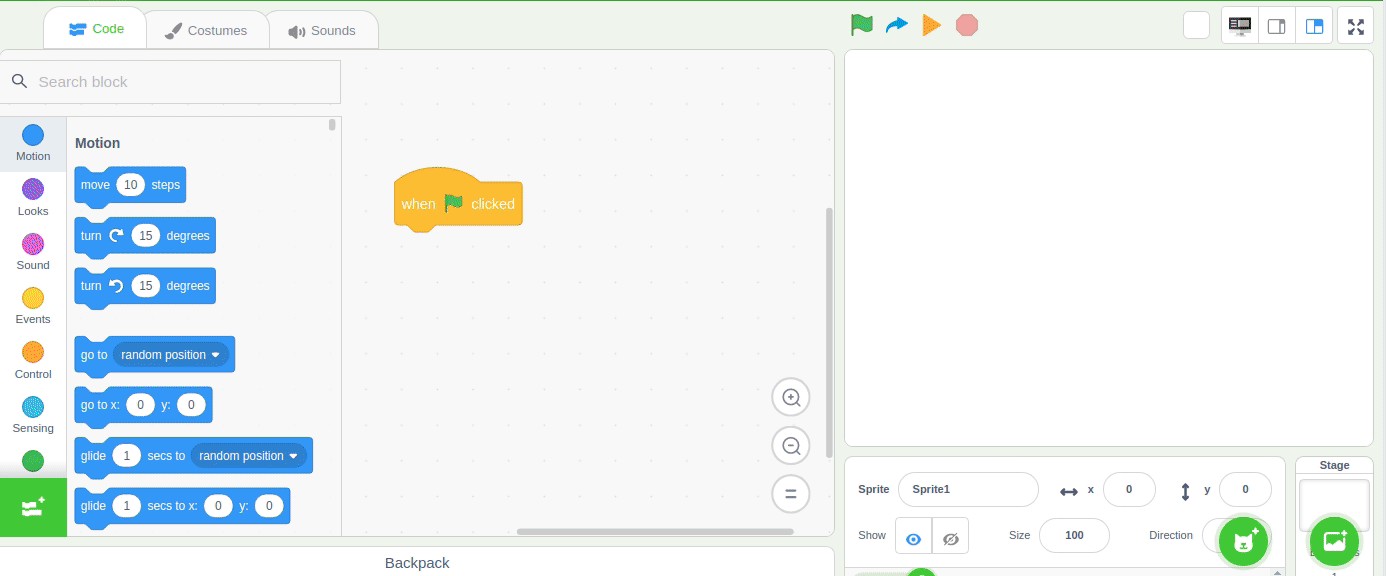 Code
Costumes
Sounds
Search block
Motion
Looks
Sound
Events
Control
Sensing
Motion
move 10 steps
turn 15 degrees
turn 15 degrees
go to random position
go to x: 0 y: 0
glide 1 secs to random position
glide 1 secs to x: 0 y: 0
when clicked
Backpack
Sprite Sprite1 x 0 y 0
Show Size 100 Direction
Stage
1